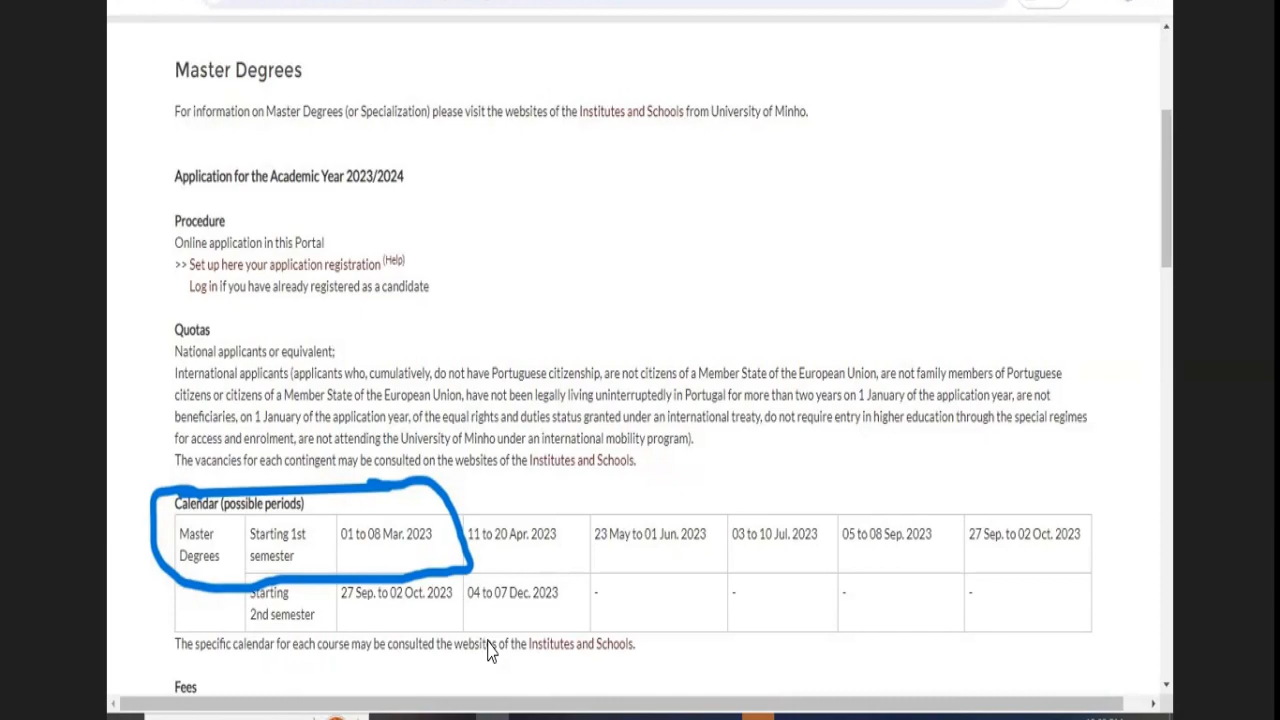 Master Degrees
For information on Master Degrees (or Specialization) please visit the websites of the Institutes and Schools from University of Minho.
Application for the Academic Year 2023/2024
Procedure
Online application in this Portal
>> Set up here your application registration (Help)
Log in if you have already registered as a candidate
Quotas
National applicants or equivalent;
International applicants (applicants who, cumulatively, do not have Portuguese citizenship, are not citizens of a Member State of the European Union, are not family members of Portuguese
citizens or citizens of a Member State of the European Union, have not been legally living uninterruptedly in Portugal for more than two years on 1 January of the application year, are not
beneficiaries, on 1 January of the application year, of the equal rights and duties status granted under an international treaty, do not require entry in higher education through the special regimes
for access and enrolment, are not attending the University of Minho under an international mobility program).
The vacancies for each contingent may be consulted on the websites of the Institutes and Schools.
Calendar (possible periods)
Master Starting 1st 01 to 08 Mar. 2023 11 to 20 Apr. 2023 23 May to 01 Jun. 2023 03 to 10 Jul. 2023 05 to 08 Sep. 2023 27 Sep. to 02 Oct. 2023
Degrees semester
Starting 27 Sep. to 02 Oct. 2023 04 to 07 Dec. 2023 - - - -
2nd semester
The specific calendar for each course may be consulted the websites of the Institutes and Schools.
Fees